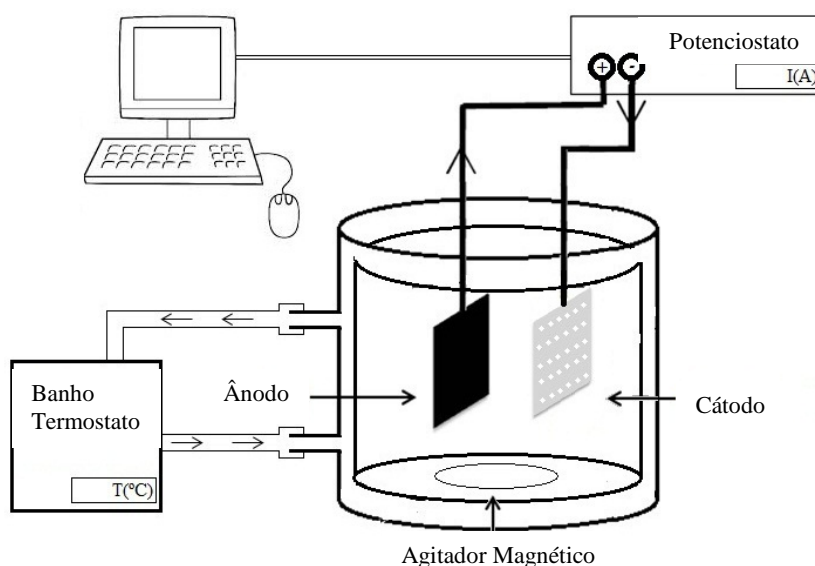 Potenciostato
+ -
I(A)
Ânodo
Cátodo
Banho
Termostato
T(ºC)
Agitador Magnético